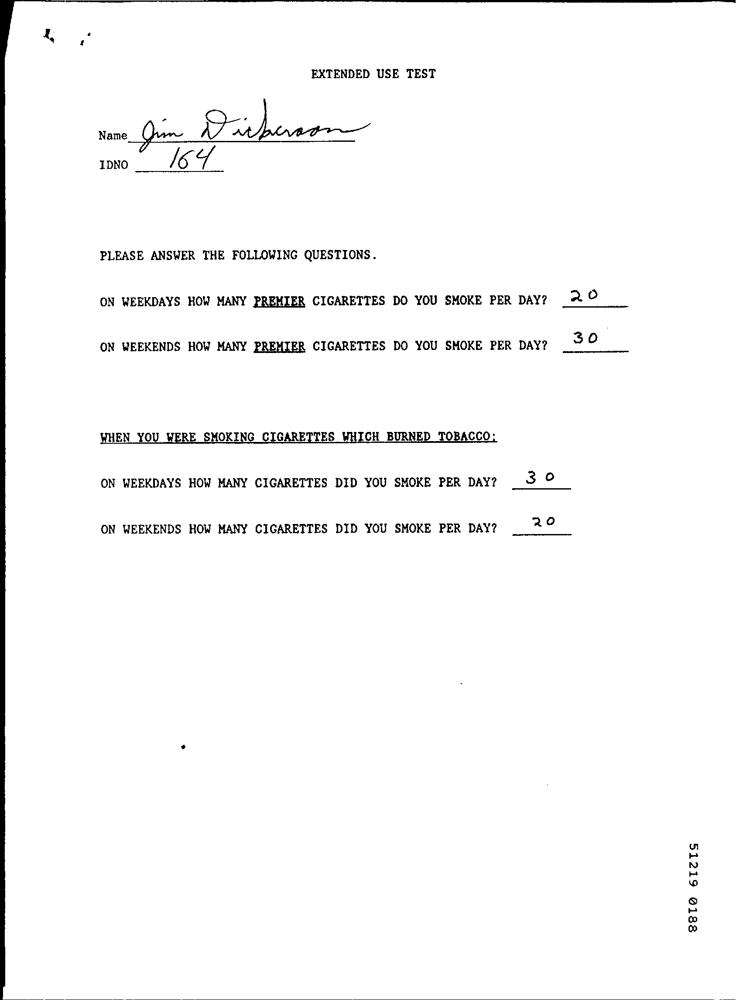 EXTENDED USE TEST
Name Jim Dickerson
IDNO 164
PLEASE ANSWER THE FOLLOWING QUESTIONS.
ON WEEKDAYS HOW MANY PREMIER CIGARETTES DO YOU SMOKE PER DAY? 20
ON WEEKENDS HOW MANY PREMIER CIGARETTES DO YOU SMOKE PER DAY? 30
WHEN YOU WERE SMOKING CIGARETTES WHICH BURNED TOBACCO:
ON WEEKDAYS HOW MANY CIGARETTES DID YOU SMOKE PER DAY? 30
ON WEEKENDS HOW MANY CIGARETTES DID YOU SMOKE PER DAY? 20
51219 0188